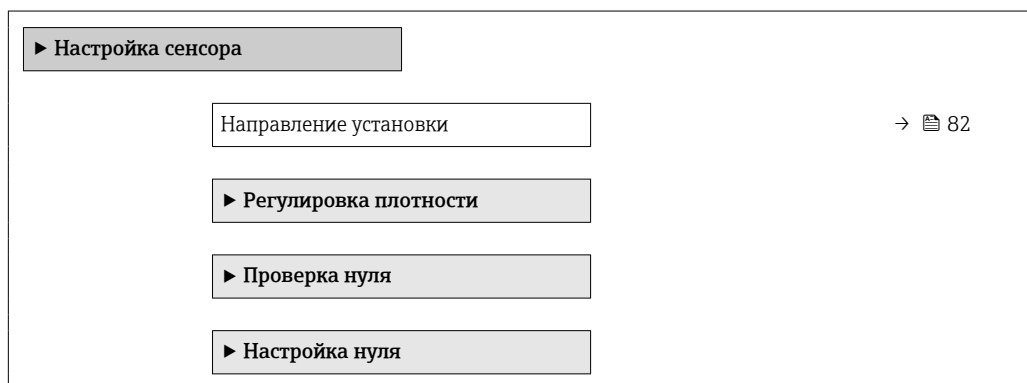 ► Настройка сенсора
Направление установки → 82
► Регулировка плотности
► Проверка нуля
► Настройка нуля